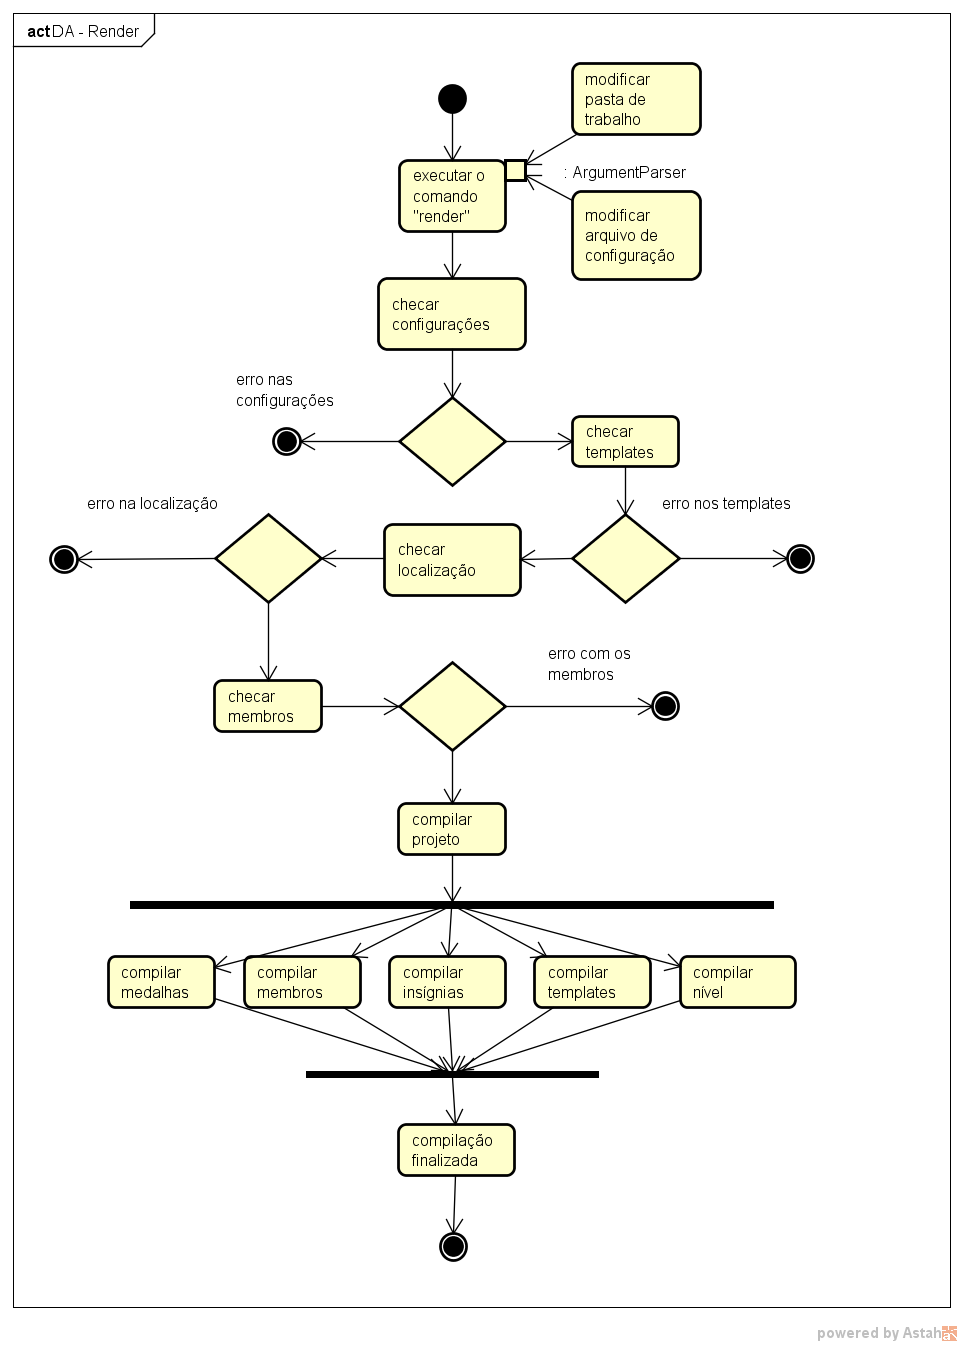 act DA - Render
modificar
pasta de
trabalho
executar o
comando
"render"
: ArgumentParser
modificar
arquivo de
configuração
checar
configurações
erro nas
configurações
checar
templates
erro na localização
erro nos templates
checar
localização
erro com os
membros
checar
membros
compilar
projeto
compilar
medalhas
compilar
membros
compilar
insígnias
compilar
templates
compilar
nível
compilação
finalizada
powered by Astah